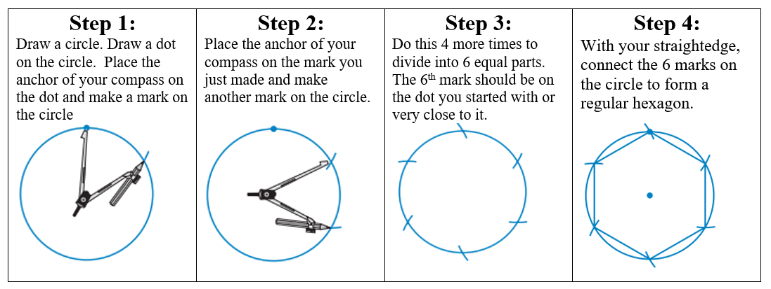 Step 1:
Draw a circle. Draw a dot
on the circle. Place the
anchor of your compass on
the dot and make a mark on
the circle
Step 2:
Place the anchor of your
compass on the mark you
just made and make
another mark on the circle.
Step 3:
Do this 4 more times to
divide into 6 equal parts.
The 6th mark should be on
the dot you started with or
very close to it.
Step 4:
With your straightedge,
connect the 6 marks on
the circle to form a
regular hexagon.